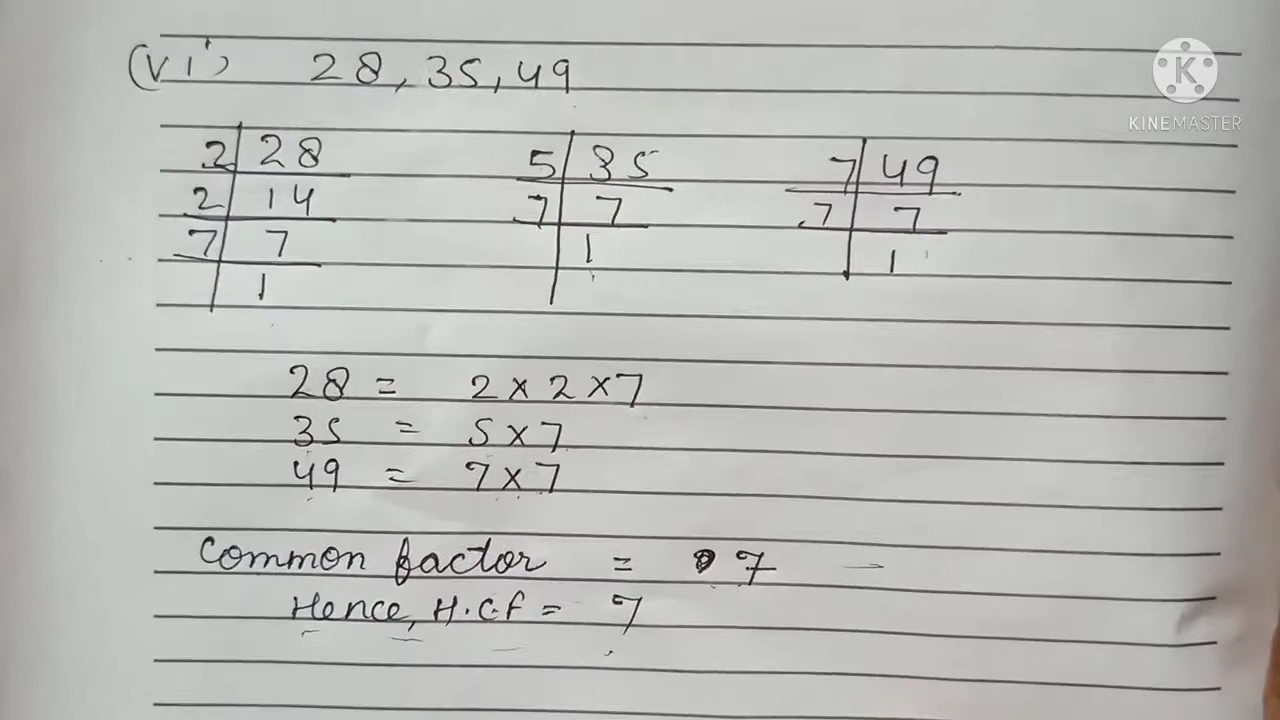 (vi) 28, 35, 49
K
KINEMASTER
2 28
2 14
7 7
1
5 35
7 7
1
7 49
7 7
1
28 = 2 × 2 × 7
35 = 5 × 7
49 = 7 × 7
Common factor = 7
Hence, H.C.F = 7